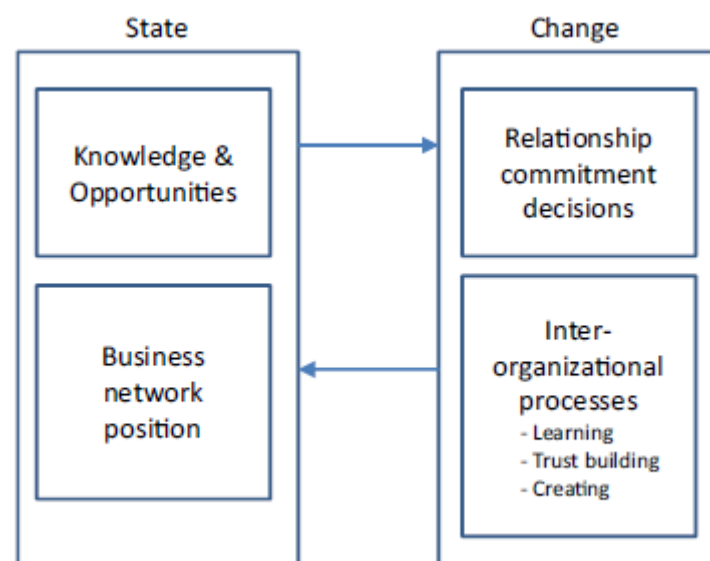 State
Change
Knowledge &
Opportunities
Business
network
position
Relationship
commitment
decisions
Inter-
organizational
processes
- Learning
- Trust building
- Creating